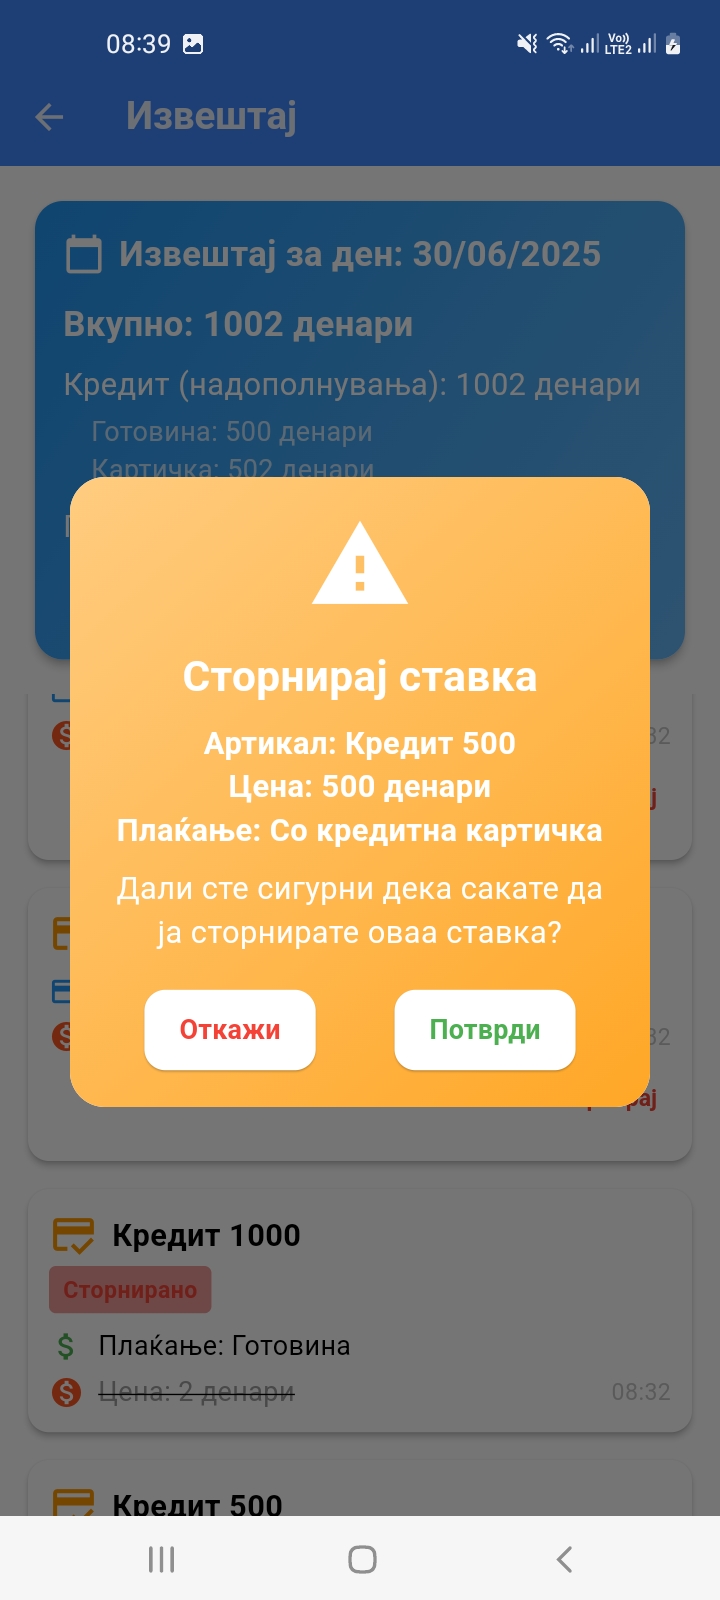 08:39
Vo))
LTE2
Извештај
Извештај за ден: 30/06/2025
Вкупно: 1002 денари
Кредит (надополнувања): 1002 денари
Готовина: 500 денари
Картичка: 502 денари
Сторнирај ставка
Артикал: Кредит 500
Цена: 500 денари
Плаќање: Со кредитна картичка
Дали сте сигурни дека сакате да
ја сторнирате оваа ставка?
Откажи
Потврди
Кредит 1000
Сторнирано
Плаќање: Готовина
Цена: 2 денари
08:32
Кредит 500